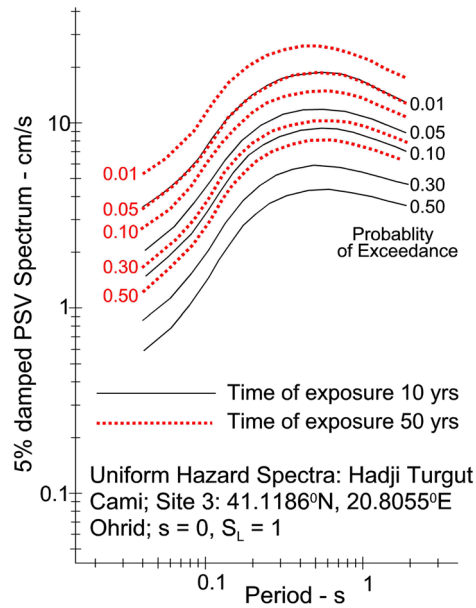 5% damped PSV Spectrum - cm/s
10
1
0.1
0.01
0.05
0.10
0.30
0.50
0.01
0.05
0.10
0.30
0.50
Probablity
of Exceedance
Time of exposure 10 yrs
Time of exposure 50 yrs
Uniform Hazard Spectra: Hadji Turgut
Cami; Site 3: 41.1186⁰N, 20.8055⁰E
Ohrid; s = 0, S_L = 1
0.1
1
Period - s